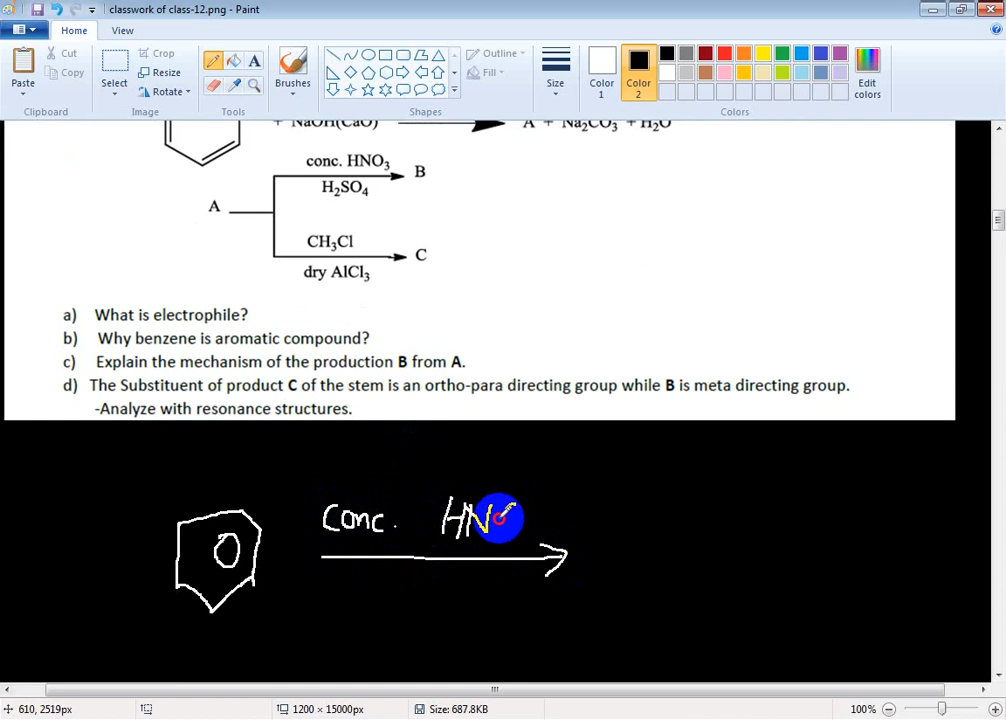 classwork of class-12.png - Paint
Home View
Paste
Cut
Copy
Clipboard
Select
Crop
Resize
Rotate
Image
A
Tools
Brushes
Outline
Fill
Shapes
Size
Color 1
Color 2
Edit colors
Colors
+ NaOH(CaO) A + Na₂CO₃ + H₂O
conc. HNO₃
B
H₂SO₄
A
CH₃Cl
C
dry AlCl₃
a) What is electrophile?
b) Why benzene is aromatic compound?
c) Explain the mechanism of the production B from A.
d) The Substituent of product C of the stem is an ortho-para directing group while B is meta directing group.
-Analyze with resonance structures.
Conc. HN
610, 2519px
1200 × 15000px
Size: 687.8KB
100%